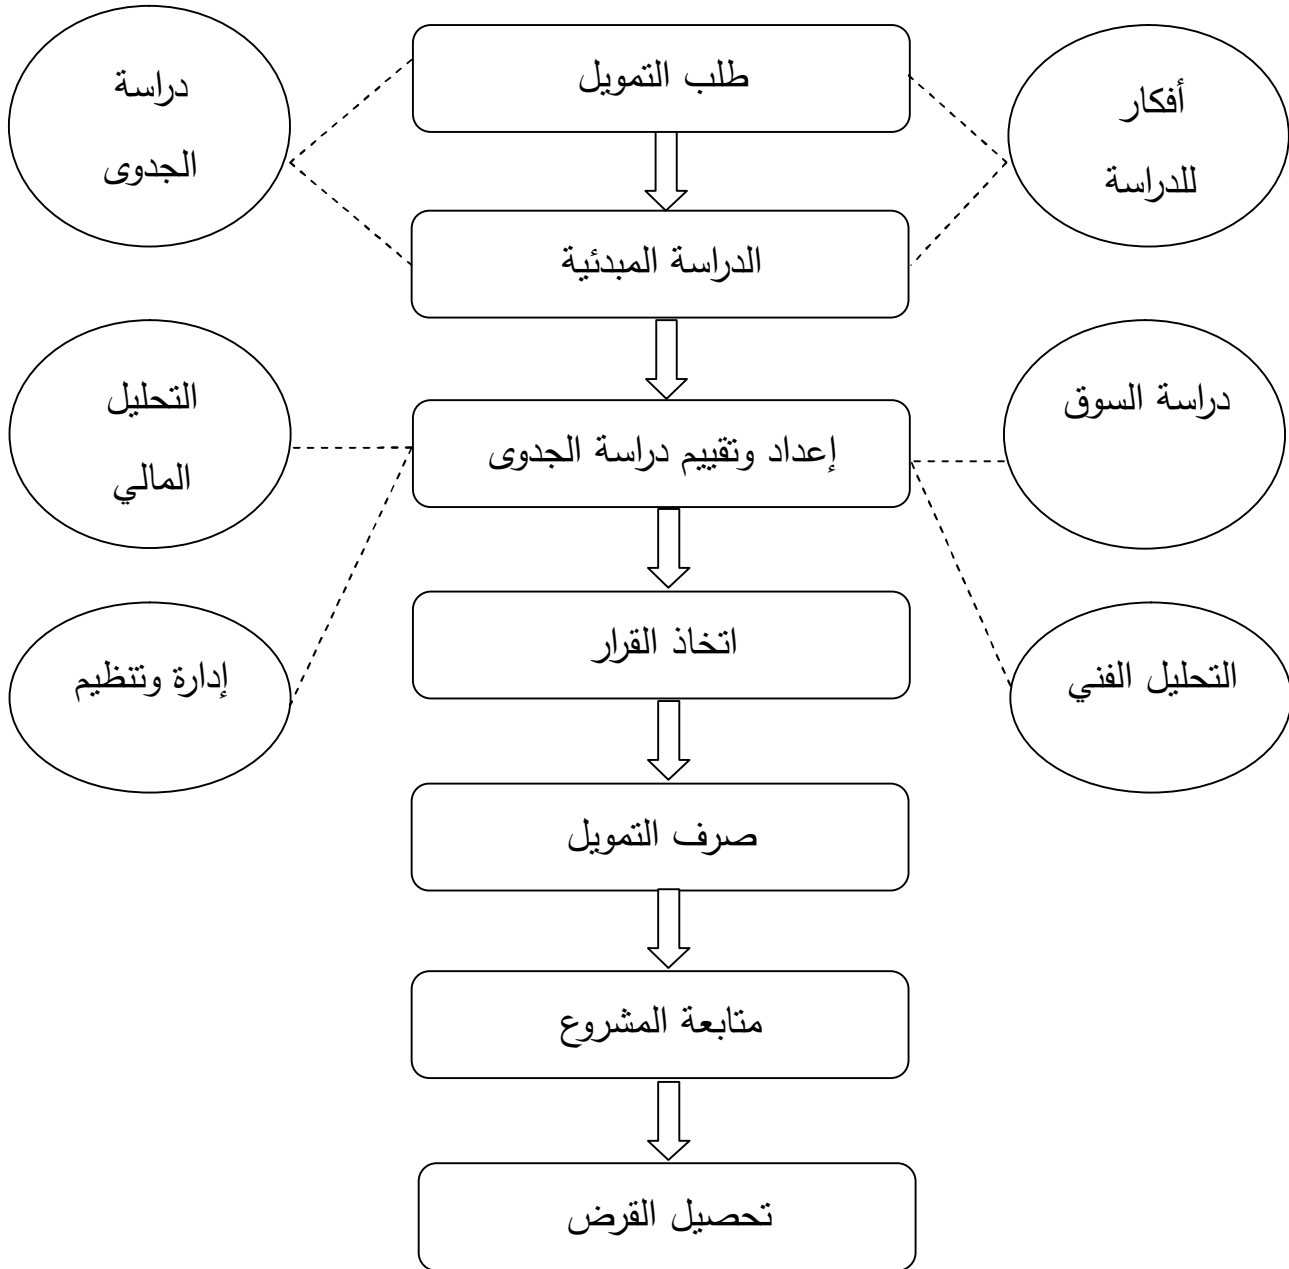 طلب التمويل
أفكار
للدراسة
دراسة
الجدوى
الدراسة المبدئية
دراسة السوق
إعداد وتقييم دراسة الجدوى
التحليل
المالي
اتخاذ القرار
التحليل الفني
إدارة وتنظيم
صرف التمويل
متابعة المشروع
تحصيل القرض